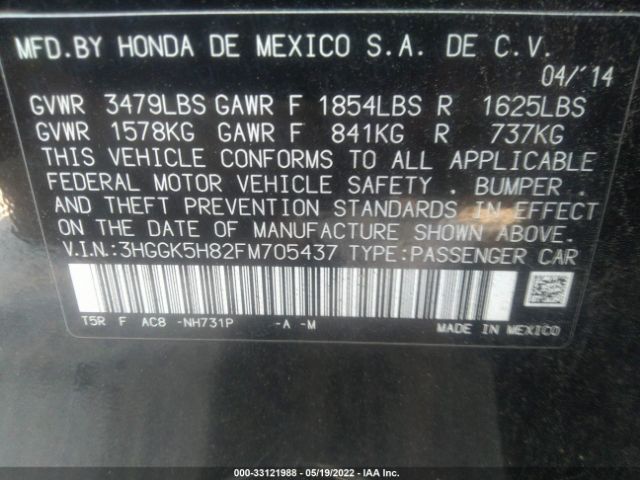 MFD.BY HONDA DE MEXICO S.A. DE C.V.
04/'14
GVWR 3479LBS GAWR F 1854LBS R 1625LBS
GVWR 1578KG GAWR F 841KG R 737KG
THIS VEHICLE CONFORMS TO ALL APPLICABLE
FEDERAL MOTOR VEHICLE SAFETY . BUMPER .
AND THEFT PREVENTION STANDARDS IN EFFECT
ON THE DATE OF MANUFACTURE SHOWN ABOVE.
V.I.N.:3HGGK5H82FM705437 TYPE:PASSENGER CAR
T5R F AC8 -NH731P -A -M
MADE IN MEXICO
000-33121988 — 05/19/2022 — IAA Inc.